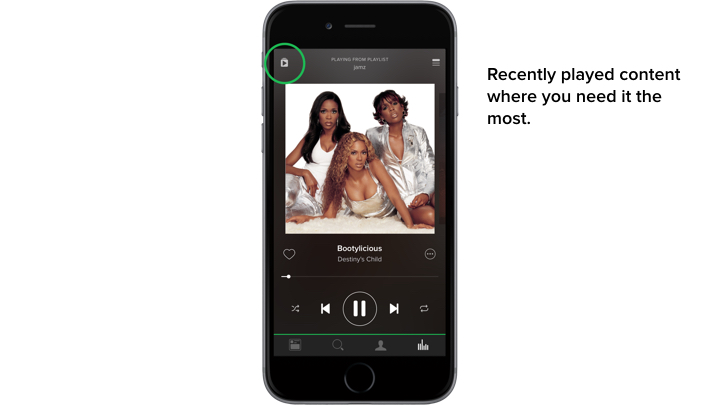 PLAYING FROM PLAYLIST
jamz
Recently played content
where you need it the
most.
Bootylicious
Destiny's Child